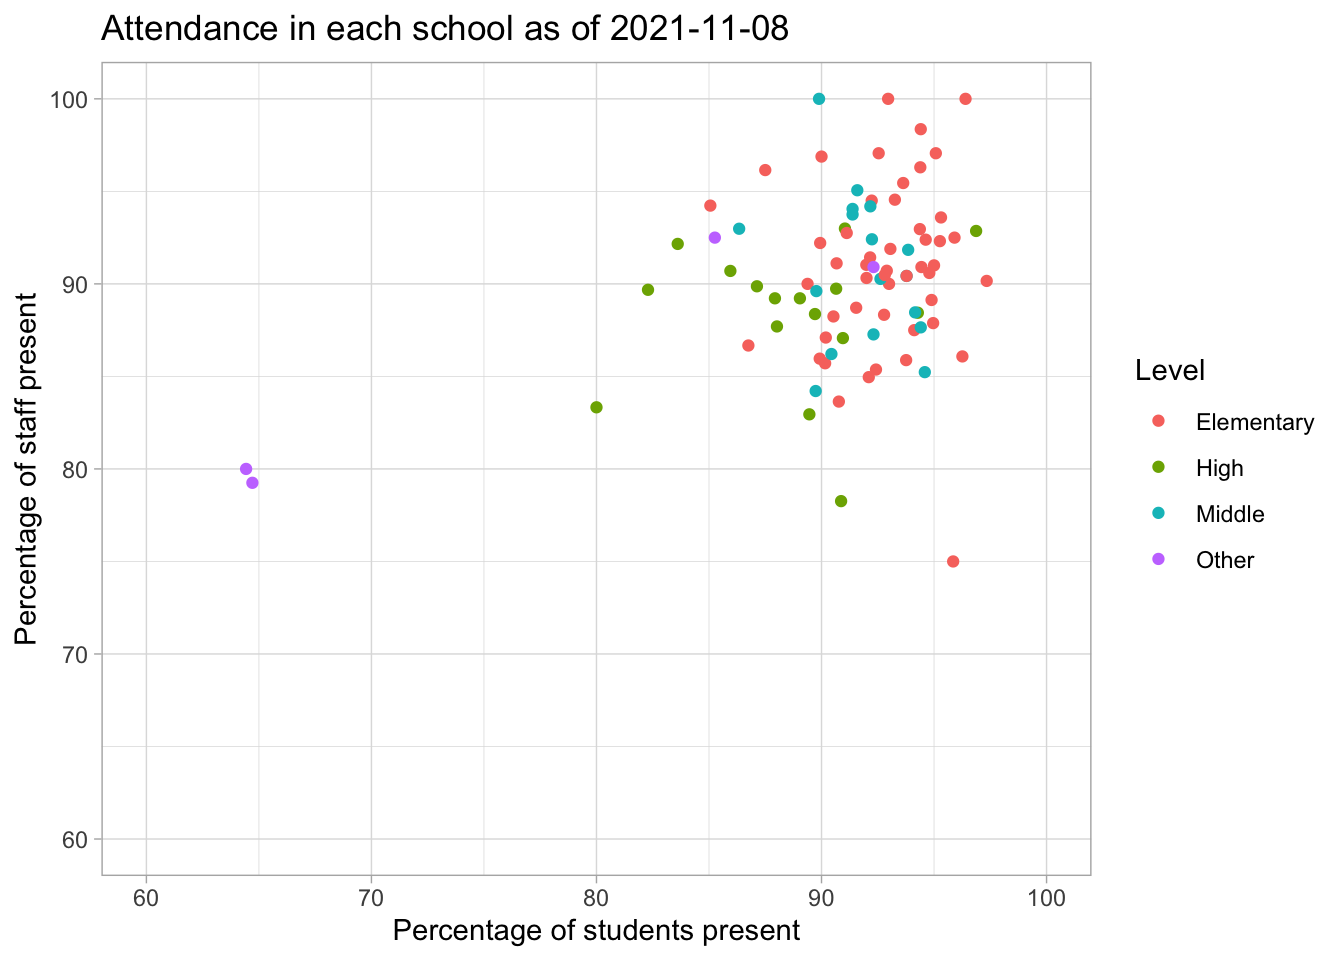 Attendance in each school as of 2021-11-08
Percentage of staff present
100
90
80
70
60
60 70 80 90 100
Percentage of students present
Level
Elementary
High
Middle
Other